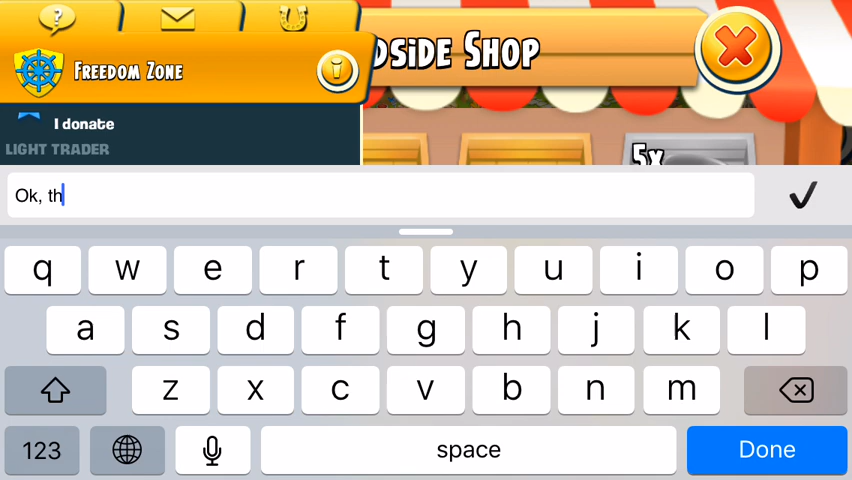 FREEDOM ZONE
i
DSIDE SHOP
I donate
LIGHT TRADER
5x
Ok, th
q w e r t y u i o p
a s d f g h j k l
z x c v b n m
123 space Done